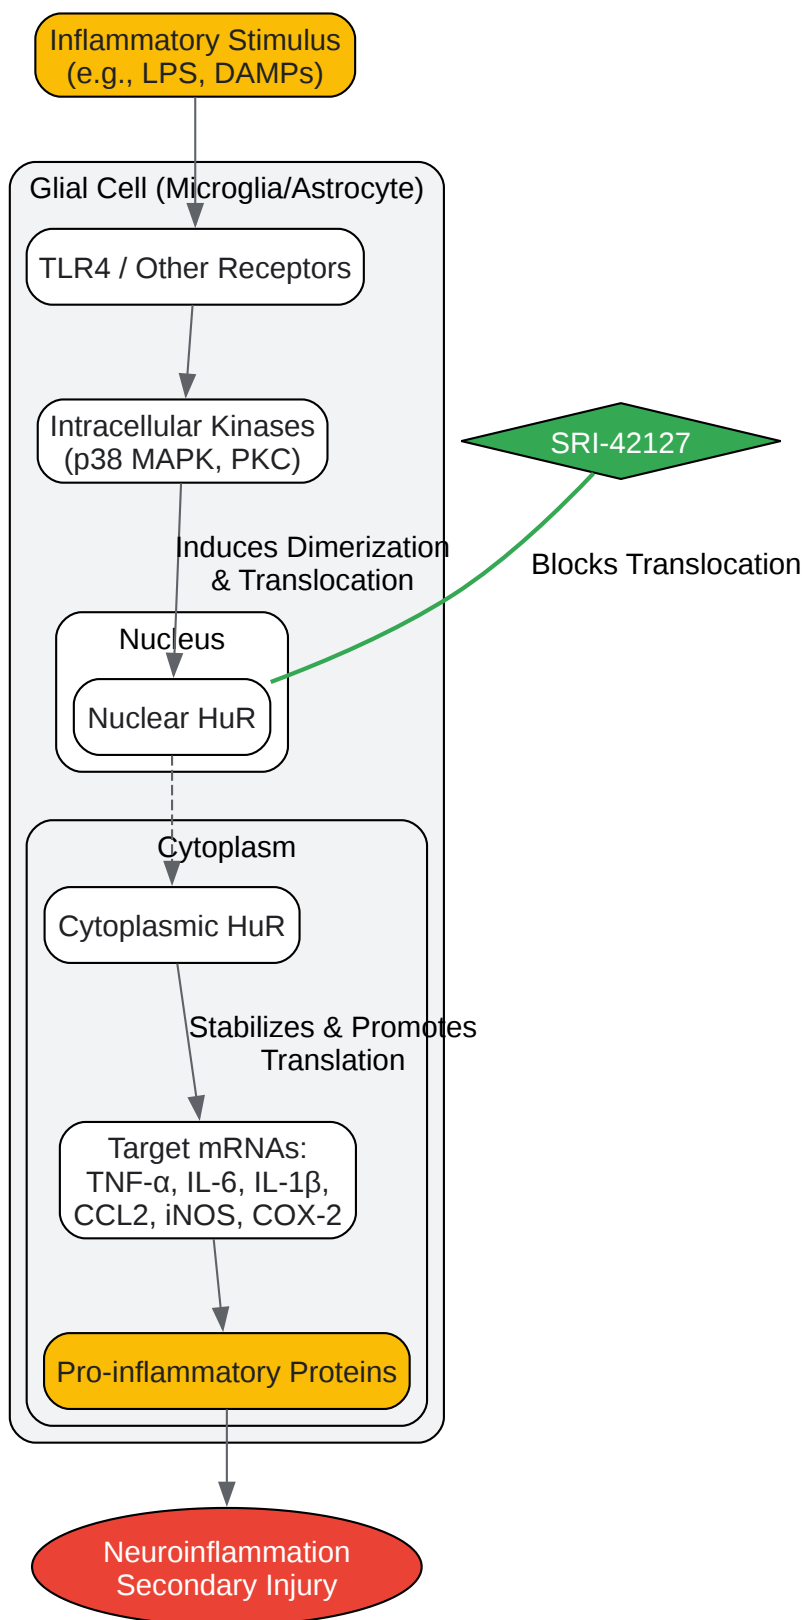 Inflammatory Stimulus
(e.g., LPS, DAMPs)
Glial Cell (Microglia/Astrocyte)
TLR4 / Other Receptors
Intracellular Kinases
(p38 MAPK, PKC)
SRI-42127
Induces Dimerization
& Translocation
Blocks Translocation
Nucleus
Nuclear HuR
Cytoplasm
Cytoplasmic HuR
Stabilizes & Promotes
Translation
Target mRNAs:
TNF-α, IL-6, IL-1β,
CCL2, iNOS, COX-2
Pro-inflammatory Proteins
Neuroinflammation
Secondary Injury